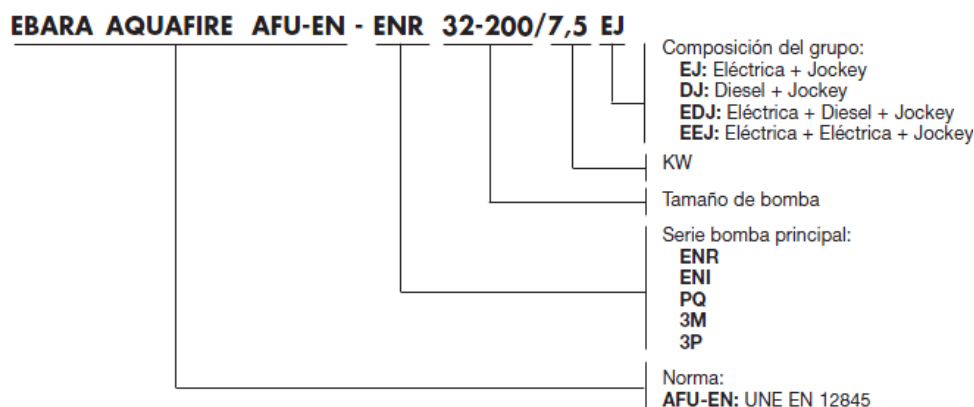 EBARA AQUAFIRE AFU-EN - ENR 32-200/7,5 EJ
Composición del grupo:
EJ: Eléctrica + Jockey
DJ: Diesel + Jockey
EDJ: Eléctrica + Diesel + Jockey
EEJ: Eléctrica + Eléctrica + Jockey
KW
Tamaño de bomba
Serie bomba principal:
ENR
ENI
PQ
3M
3P
Norma:
AFU-EN: UNE EN 12845